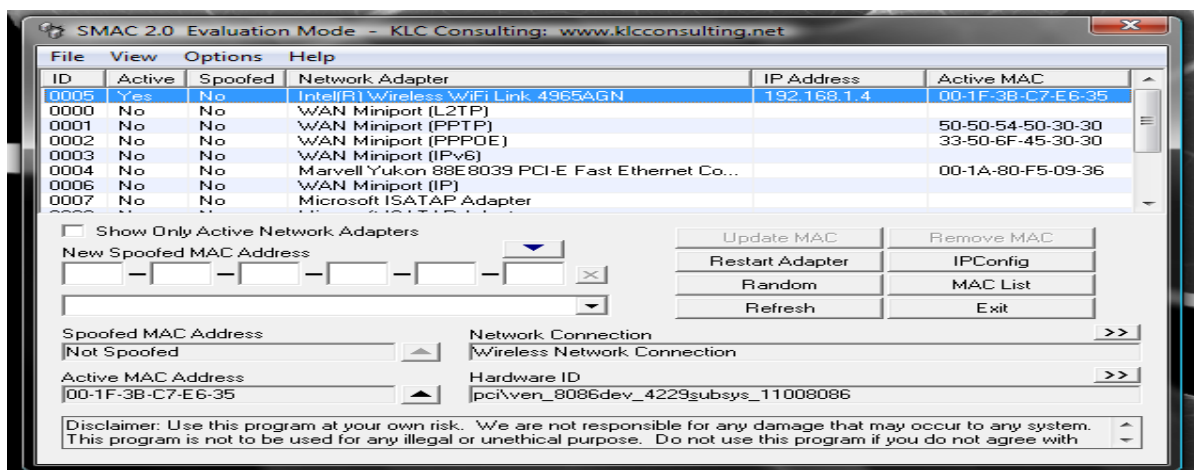 SMAC 2.0 Evaluation Mode - KLC Consulting: www.klcconsulting.net
File View Options Help
ID Active Spoofed Network Adapter IP Address Active MAC
0005 Yes No Intel(R) Wireless WiFi Link 4965AGN 192.168.1.4 00-1F-3B-C7-E6-35
0000 No No WAN Miniport (L2TP)
0001 No No WAN Miniport (PPTP) 50-50-54-50-30-30
0002 No No WAN Miniport (PPPOE) 33-50-6F-45-30-30
0003 No No WAN Miniport (IPv6)
0004 No No Marvell Yukon 88E8039 PCI-E Fast Ethernet Co... 00-1A-80-F5-09-36
0006 No No WAN Miniport (IP)
0007 No No Microsoft ISATAP Adapter
Show Only Active Network Adapters
New Spoofed MAC Address
Update MAC Remove MAC
Restart Adapter IPConfig
Random MAC List
Refresh Exit
Spoofed MAC Address
Not Spoofed
Network Connection >>
Wireless Network Connection
Active MAC Address
00-1F-3B-C7-E6-35
Hardware ID >>
pci\ven_8086dev_4229subsys_11008086
Disclaimer: Use this program at your own risk. We are not responsible for any damage that may occur to any system.
This program is not to be used for any illegal or unethical purpose. Do not use this program if you do not agree with